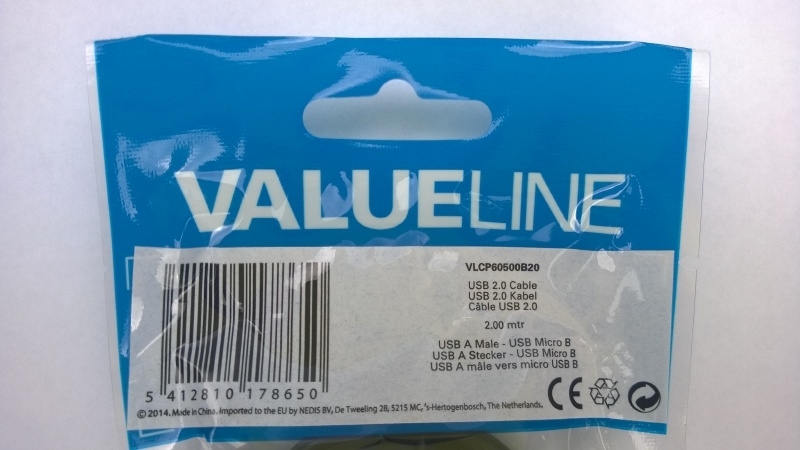 VALUELINE
VLCP60500B20
USB 2.0 Cable
USB 2.0 Kabel
Câble USB 2.0
2.00 mtr
USB A Male - USB Micro B
USB A Stecker - USB Micro B
USB A mâle vers micro USB B
5 412810 178650
CE
© 2014. Made in China. Imported to the EU by NEDIS BV, De Tweeling 28, 5215 MC, 's-Hertogenbosch, The Netherlands.